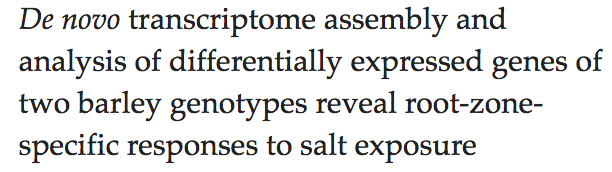 De novo transcriptome assembly and
analysis of differentially expressed genes of
two barley genotypes reveal root-zone-
specific responses to salt exposure